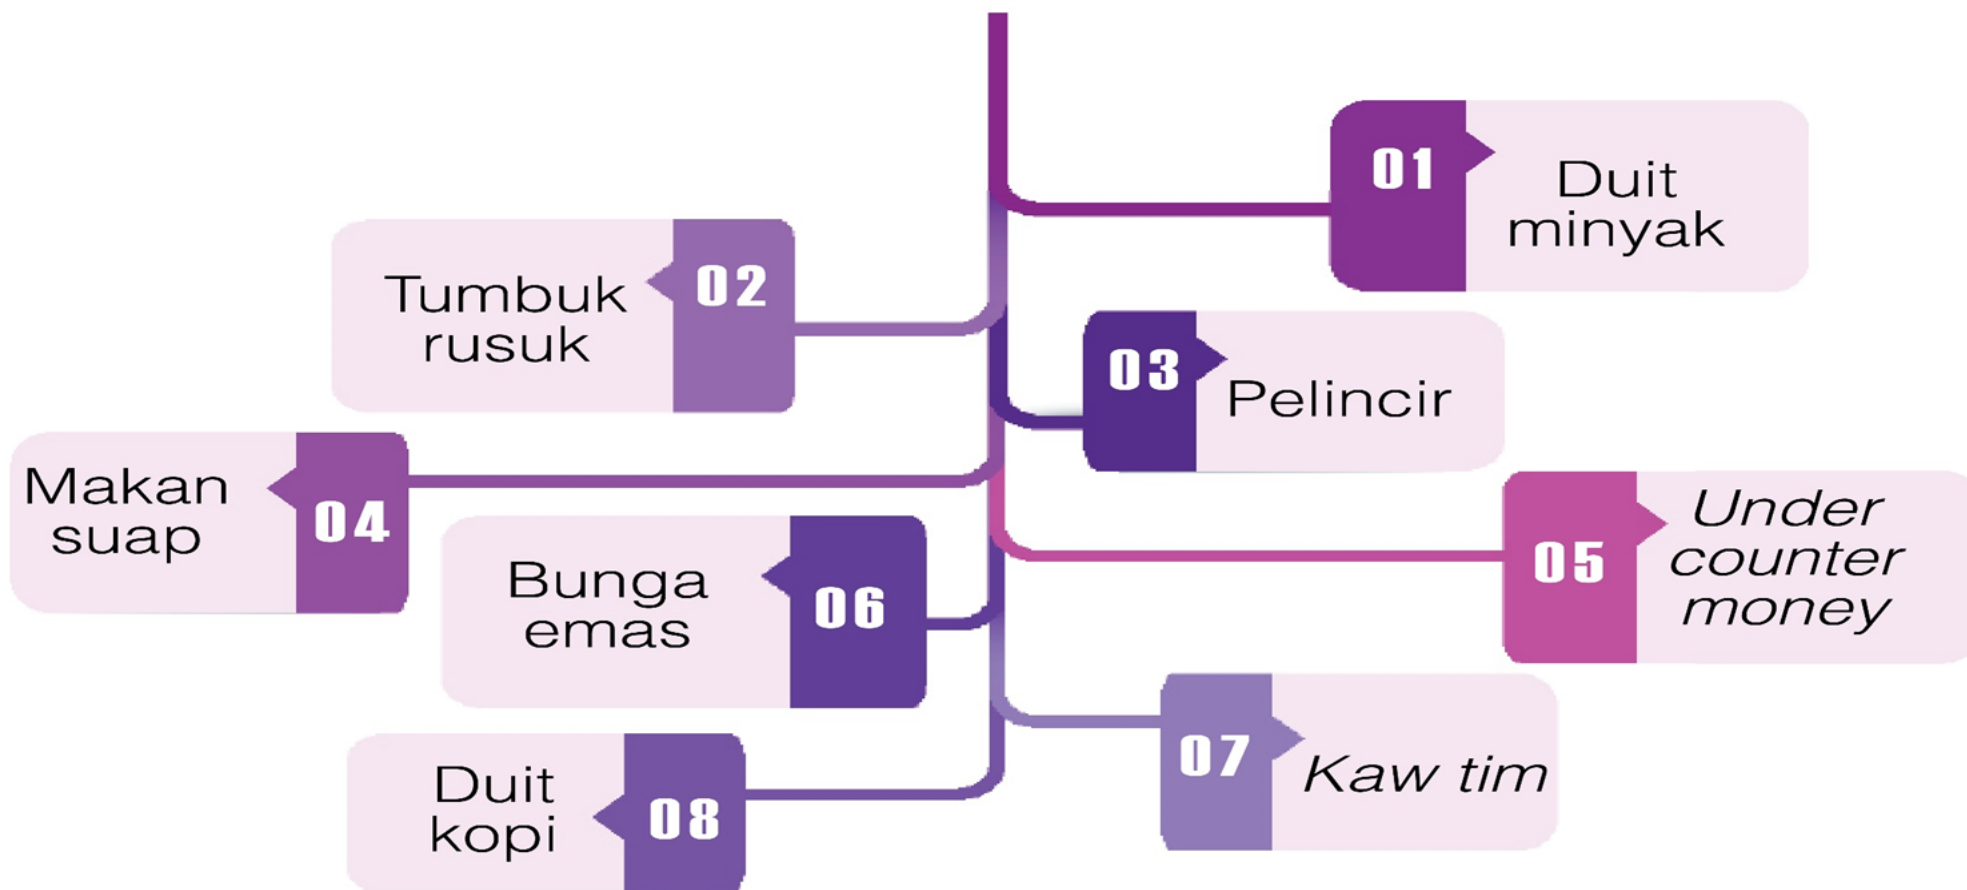 01
Duit
minyak
02
Tumbuk
rusuk
03
Pelincir
04
Makan
suap
05
Under
counter
money
06
Bunga
emas
07
Kaw tim
08
Duit
kopi